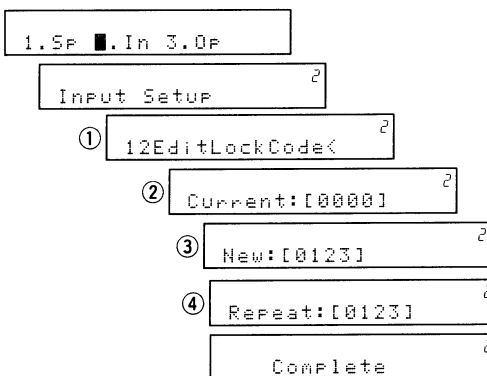 1.Sp █.In 3.Op
2
Input Setup
2
① 12EditLockCode<
2
② Current:[0000]
2
③ New:[0123]
2
④ Repeat:[0123]
2
Complete